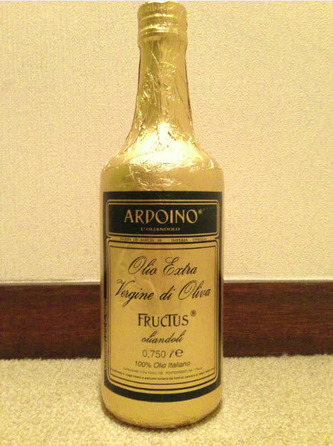 ARDOINO®
L'OLIANDOLO
Olio Extra
Vergine di Oliva
FRUCTUS®
oliandoli
0,750 l e
100% Olio Italiano